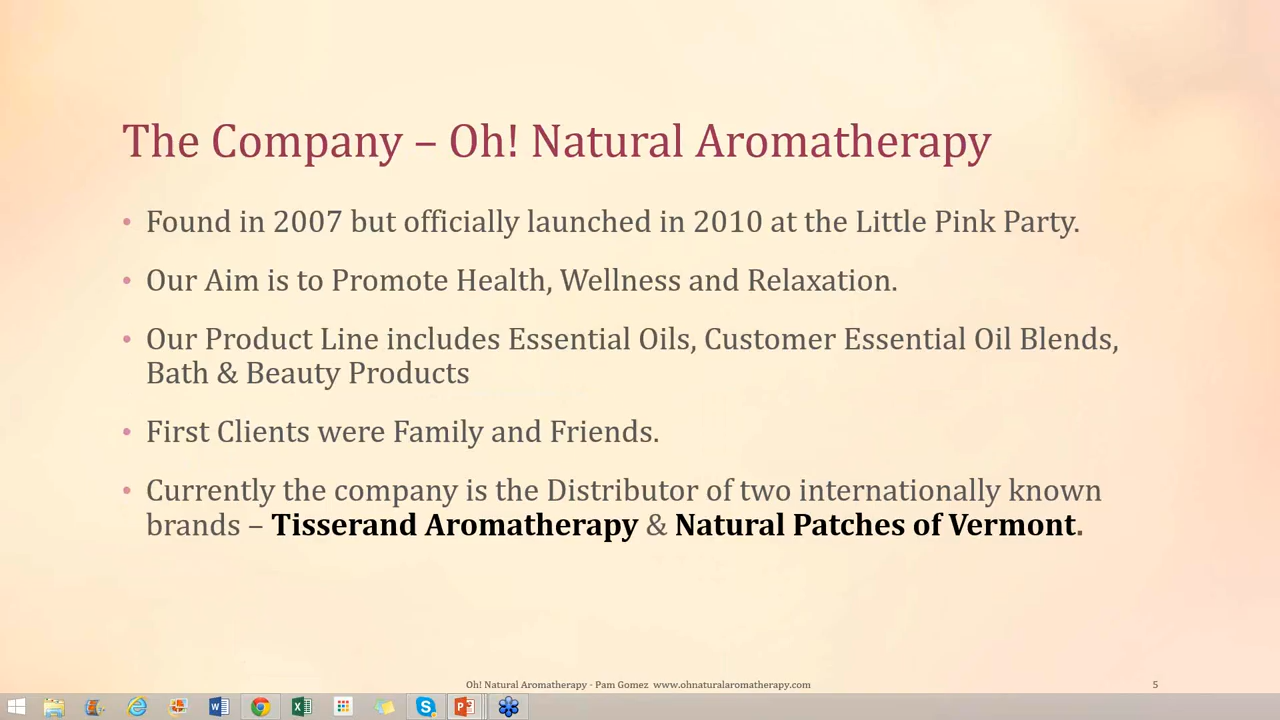 The Company – Oh! Natural Aromatherapy
• Found in 2007 but officially launched in 2010 at the Little Pink Party.
• Our Aim is to Promote Health, Wellness and Relaxation.
• Our Product Line includes Essential Oils, Customer Essential Oil Blends,
Bath & Beauty Products
• First Clients were Family and Friends.
• Currently the company is the Distributor of two internationally known
brands – Tisserand Aromatherapy & Natural Patches of Vermont.
Oh! Natural Aromatherapy - Pam Gomez www.ohnaturalaromatherapy.com 5